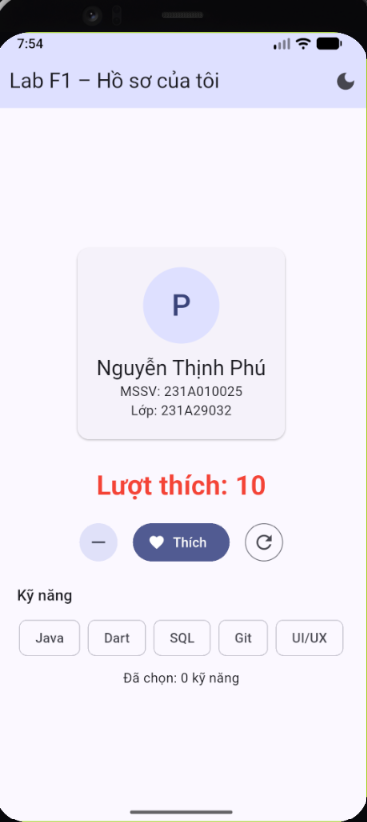 7:54
Lab F1 – Hồ sơ của tôi
P
Nguyễn Thịnh Phú
MSSV: 231A010025
Lớp: 231A29032
Lượt thích: 10
Thích
Kỹ năng
Java Dart SQL Git UI/UX
Đã chọn: 0 kỹ năng